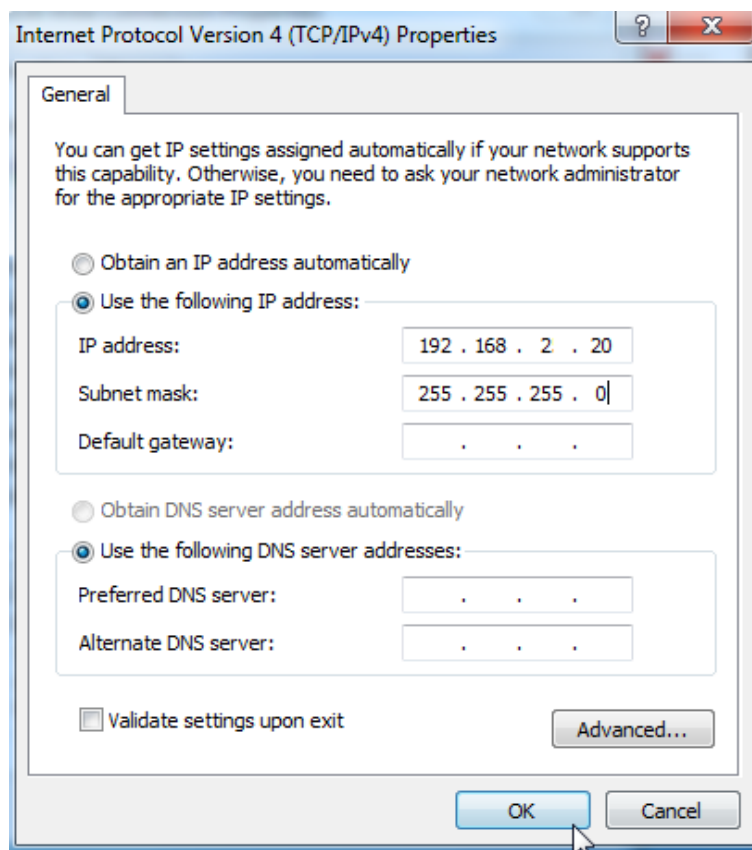 Internet Protocol Version 4 (TCP/IPv4) Properties
General
You can get IP settings assigned automatically if your network supports
this capability. Otherwise, you need to ask your network administrator
for the appropriate IP settings.
Obtain an IP address automatically
Use the following IP address:
IP address: 192 . 168 . 2 . 20
Subnet mask: 255 . 255 . 255 . 0
Default gateway: . . .
Obtain DNS server address automatically
Use the following DNS server addresses:
Preferred DNS server: . . .
Alternate DNS server: . . .
Validate settings upon exit
Advanced...
OK Cancel